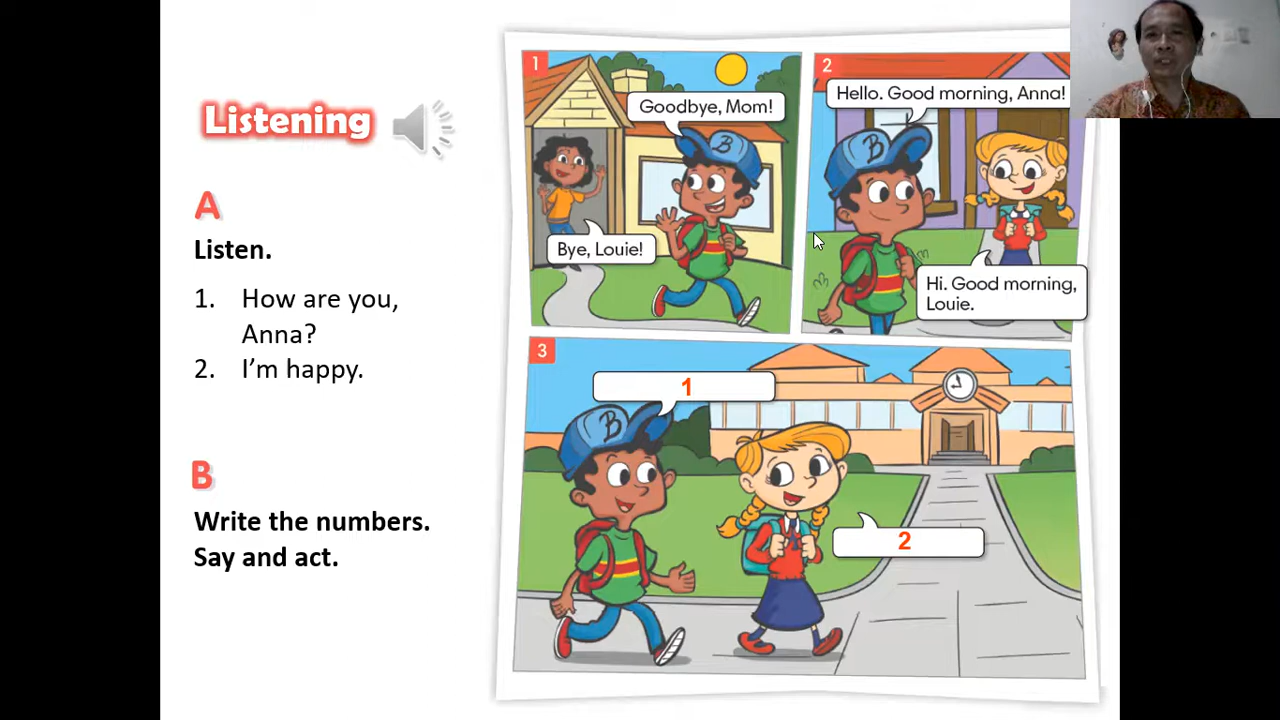 Listening
A
Listen.
1. How are you,
Anna?
2. I'm happy.
B
Write the numbers.
Say and act.
1
Goodbye, Mom!
B
Bye, Louie!
2
Hello. Good morning, Anna!
B
Hi. Good morning,
Louie.
3
1
B
2